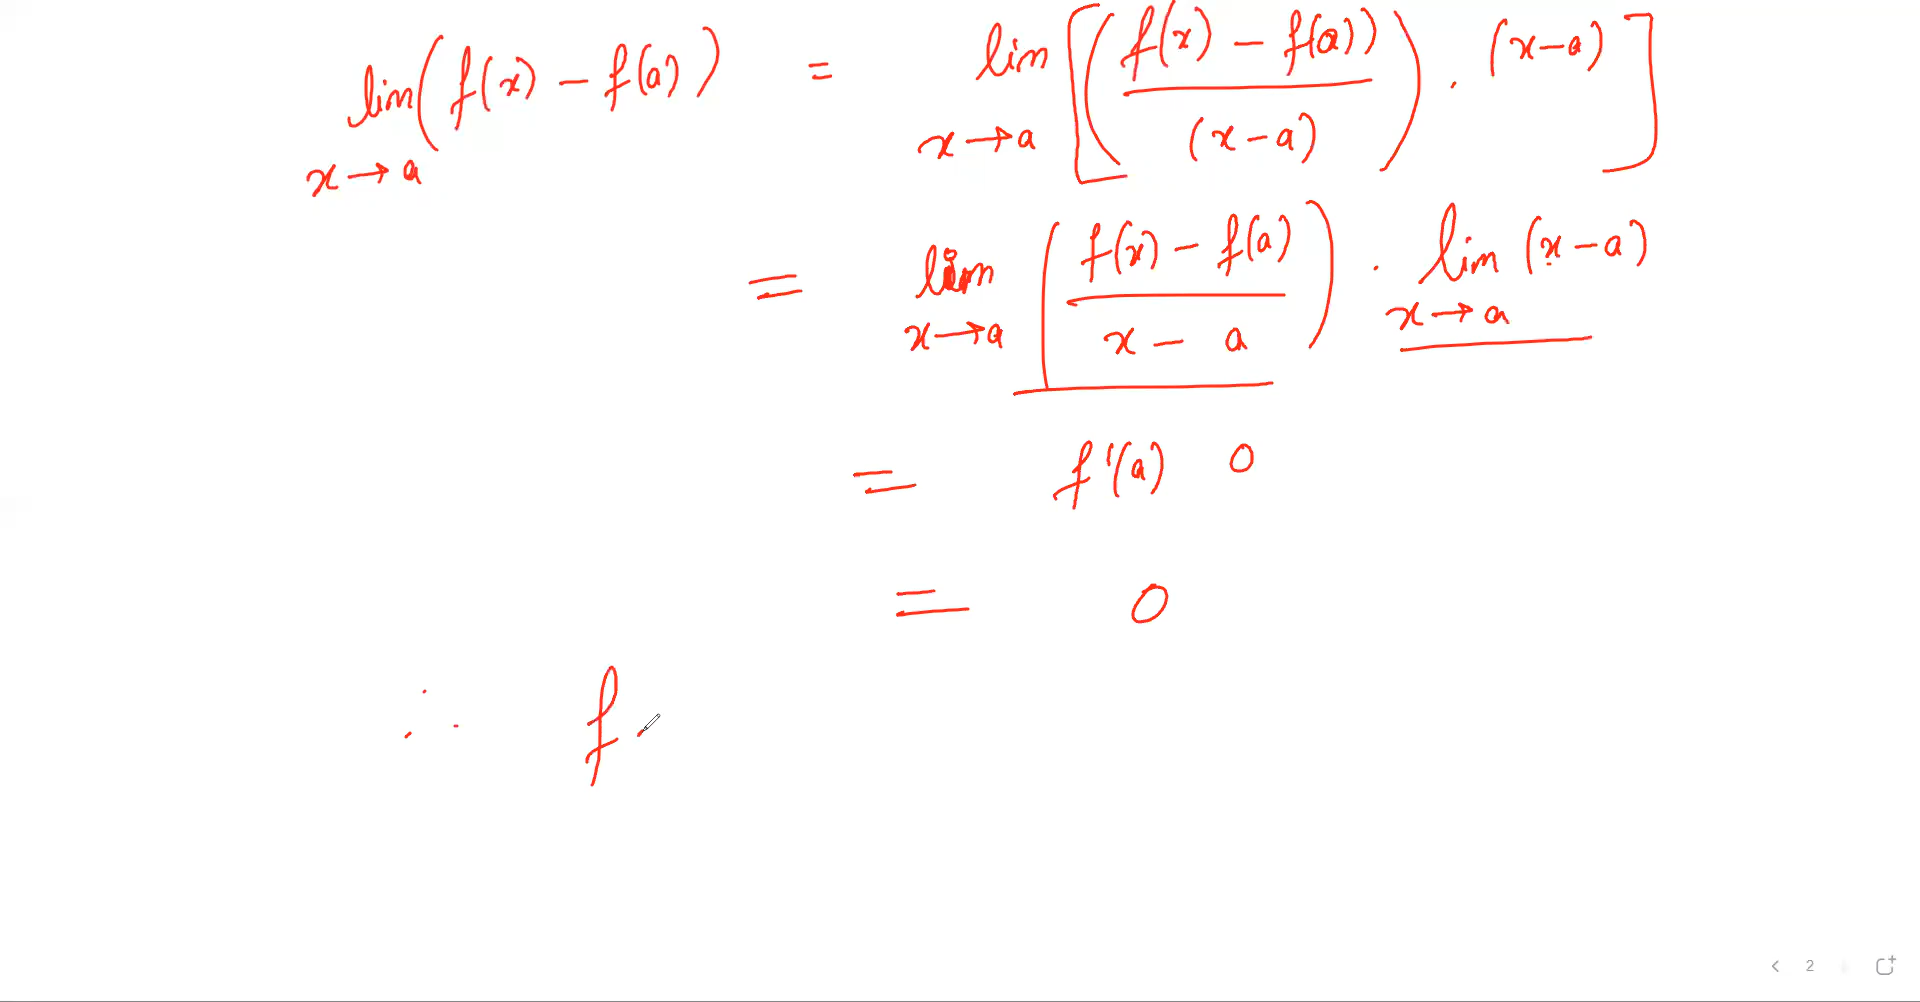 lim (f(x) − f(a)) = lim [((f(x) − f(a)))/(x−a)) . (x−a)]
x→a x→a
= lim ((f(x) − f(a))/(x − a)) . lim (x−a)
x→a x→a
= f'(a) 0
= 0
∴ f
2